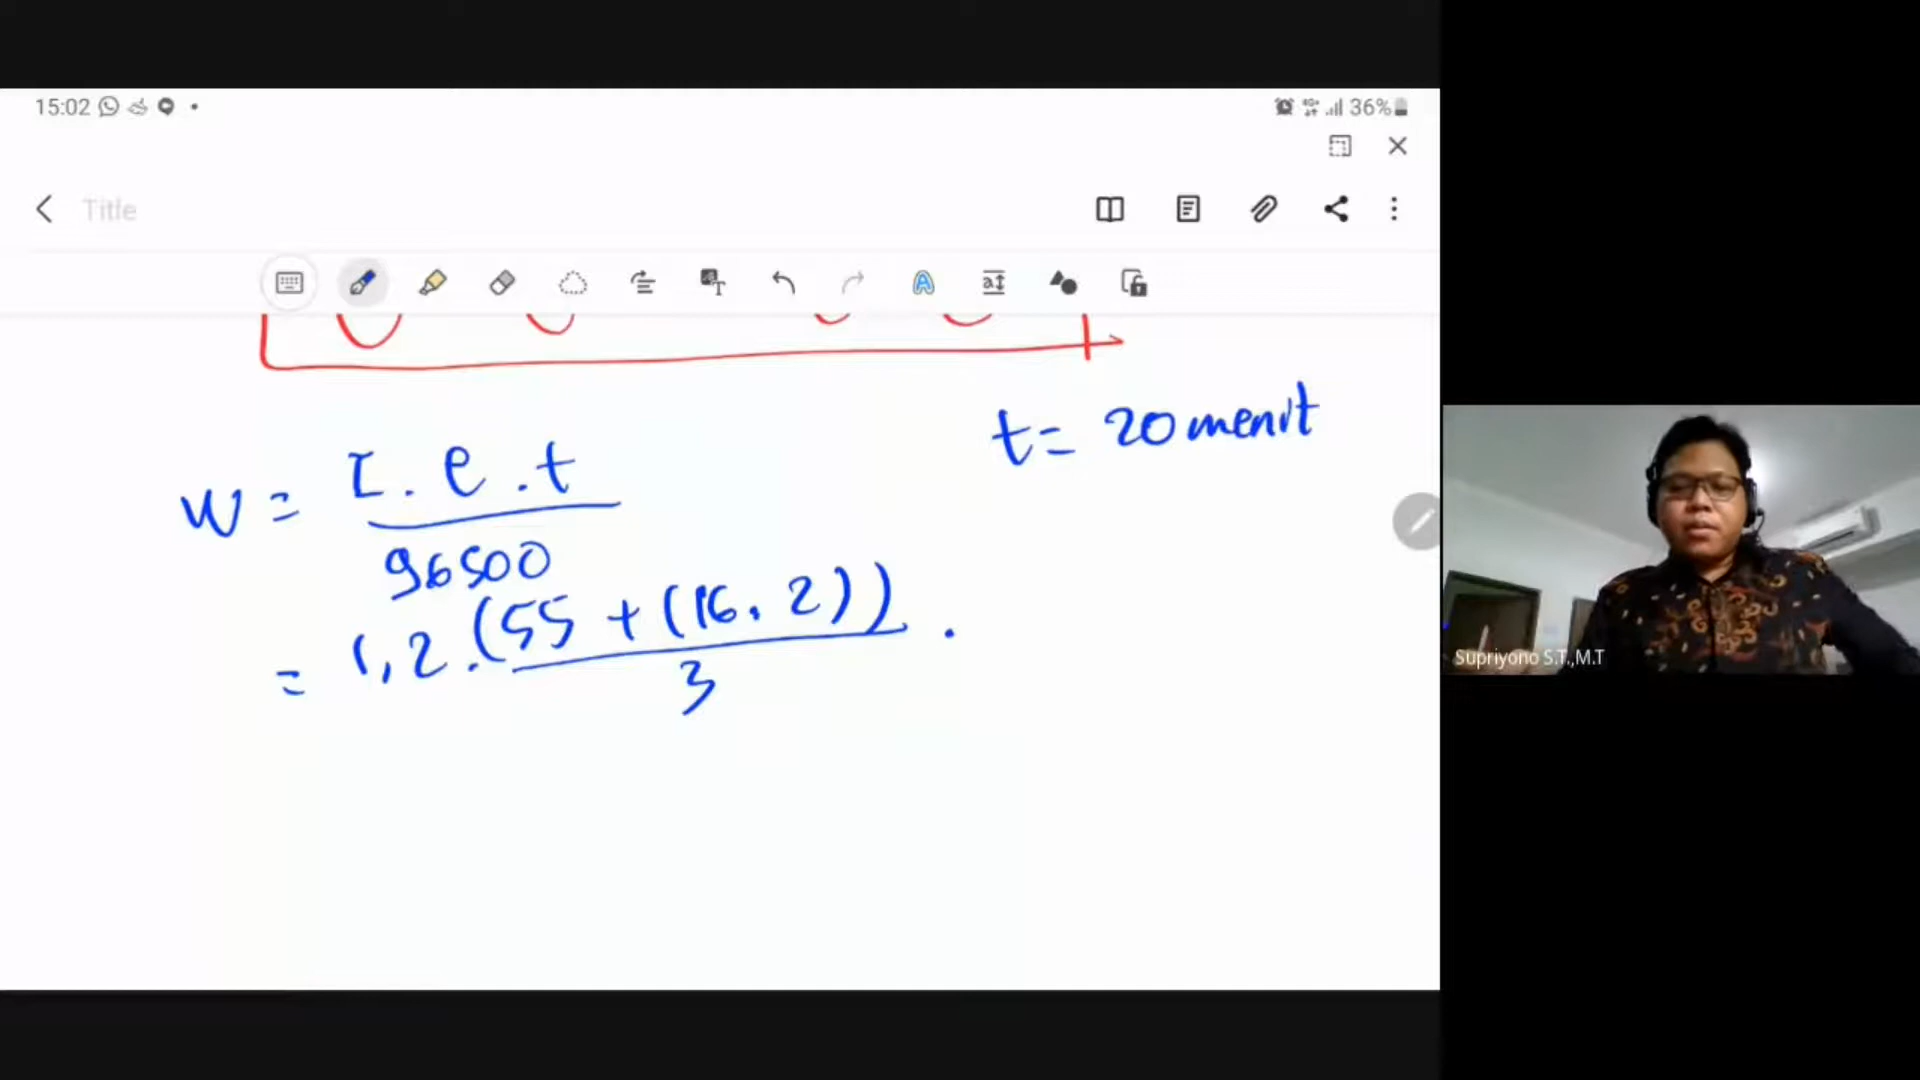 15:02
36%
Title
t = 20 menit
w = I . e . t
96500
= 1,2 . (55 + (16 . 2)) .
3
Supriyono S.T.,M.T